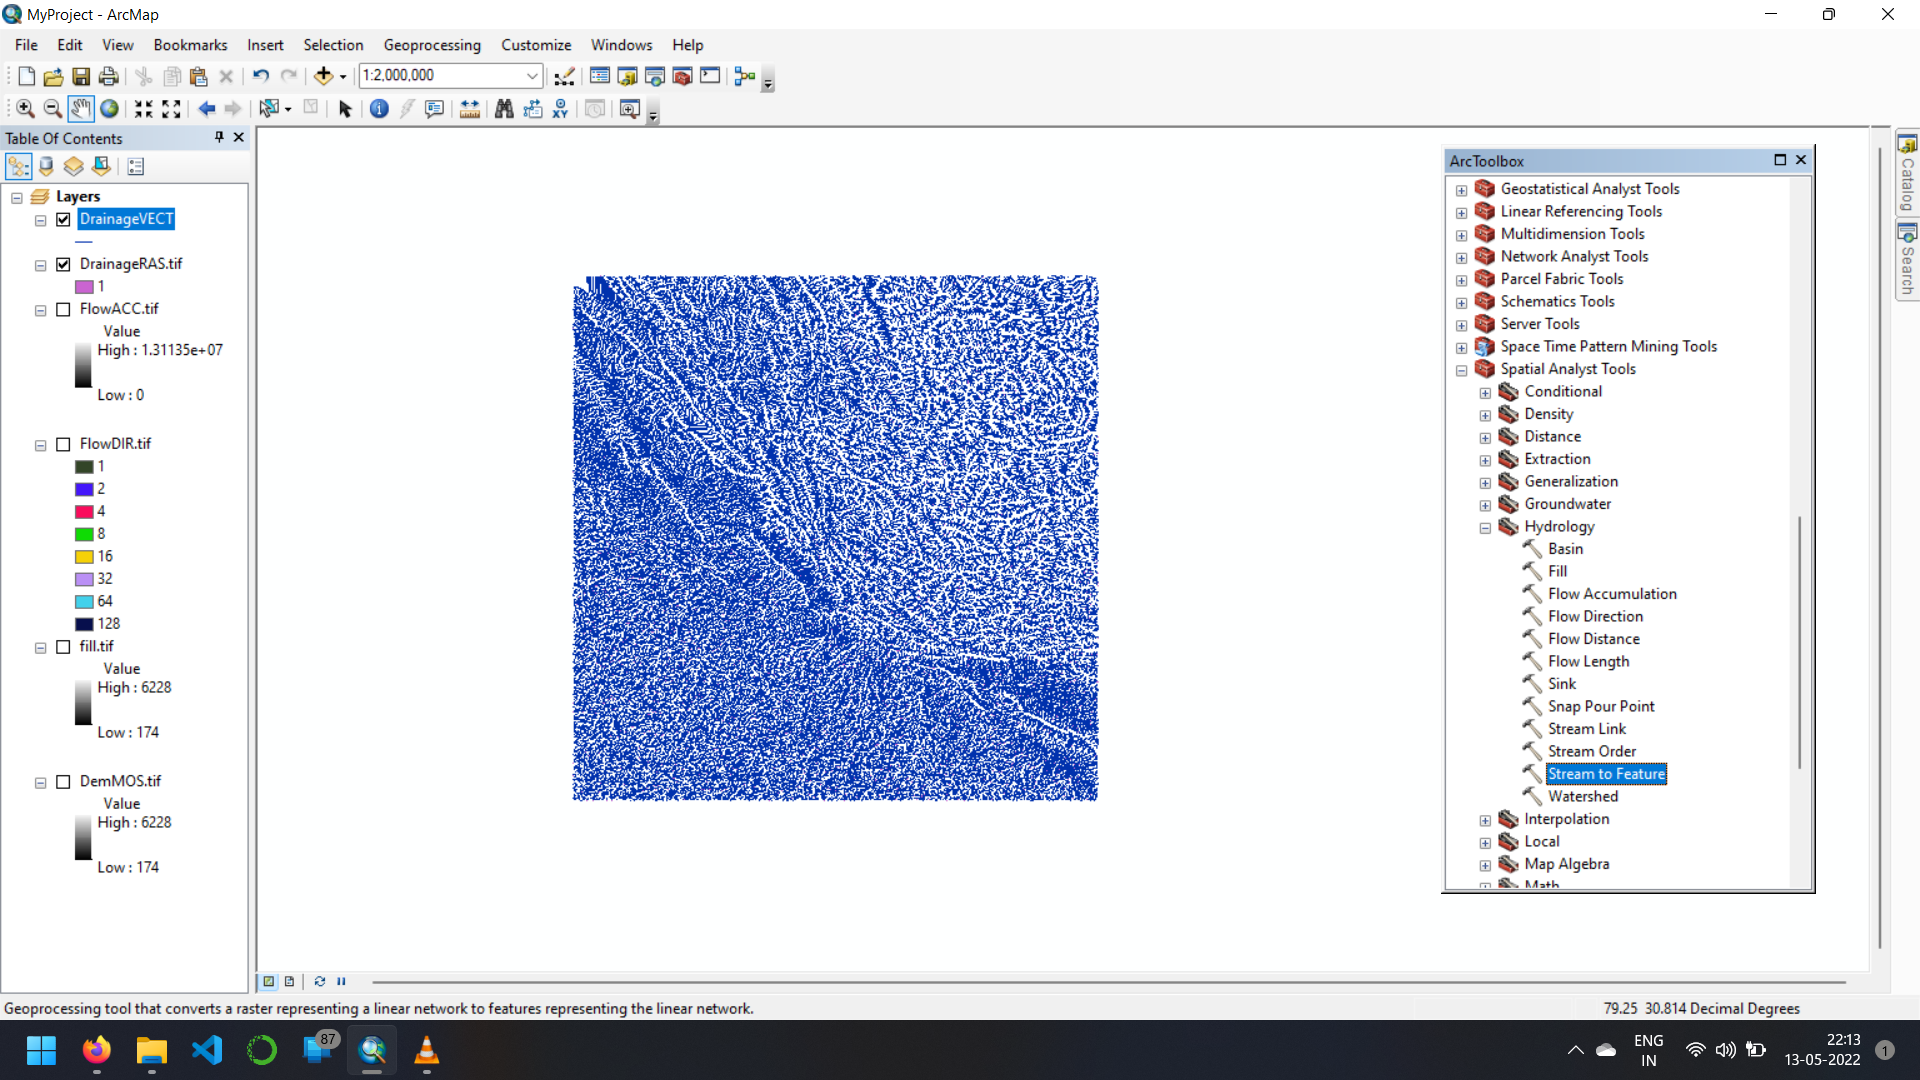 MyProject - ArcMap
File Edit View Bookmarks Insert Selection Geoprocessing Customize Windows Help
1:2,000,000
XY
Table Of Contents
Layers
DrainageVECT
DrainageRAS.tif
1
FlowACC.tif
Value
High : 1.31135e+07
Low : 0
FlowDIR.tif
1
2
4
8
16
32
64
128
fill.tif
Value
High : 6228
Low : 174
DemMOS.tif
Value
High : 6228
Low : 174
ArcToolbox
Geostatistical Analyst Tools
Linear Referencing Tools
Multidimension Tools
Network Analyst Tools
Parcel Fabric Tools
Schematics Tools
Server Tools
Space Time Pattern Mining Tools
Spatial Analyst Tools
Conditional
Density
Distance
Extraction
Generalization
Groundwater
Hydrology
Basin
Fill
Flow Accumulation
Flow Direction
Flow Distance
Flow Length
Sink
Snap Pour Point
Stream Link
Stream Order
Stream to Feature
Watershed
Interpolation
Local
Map Algebra
Math
Catalog
Search
Geoprocessing tool that converts a raster representing a linear network to features representing the linear network.
79.25 30.814 Decimal Degrees
87
ENG
IN
22:13
13-05-2022
1